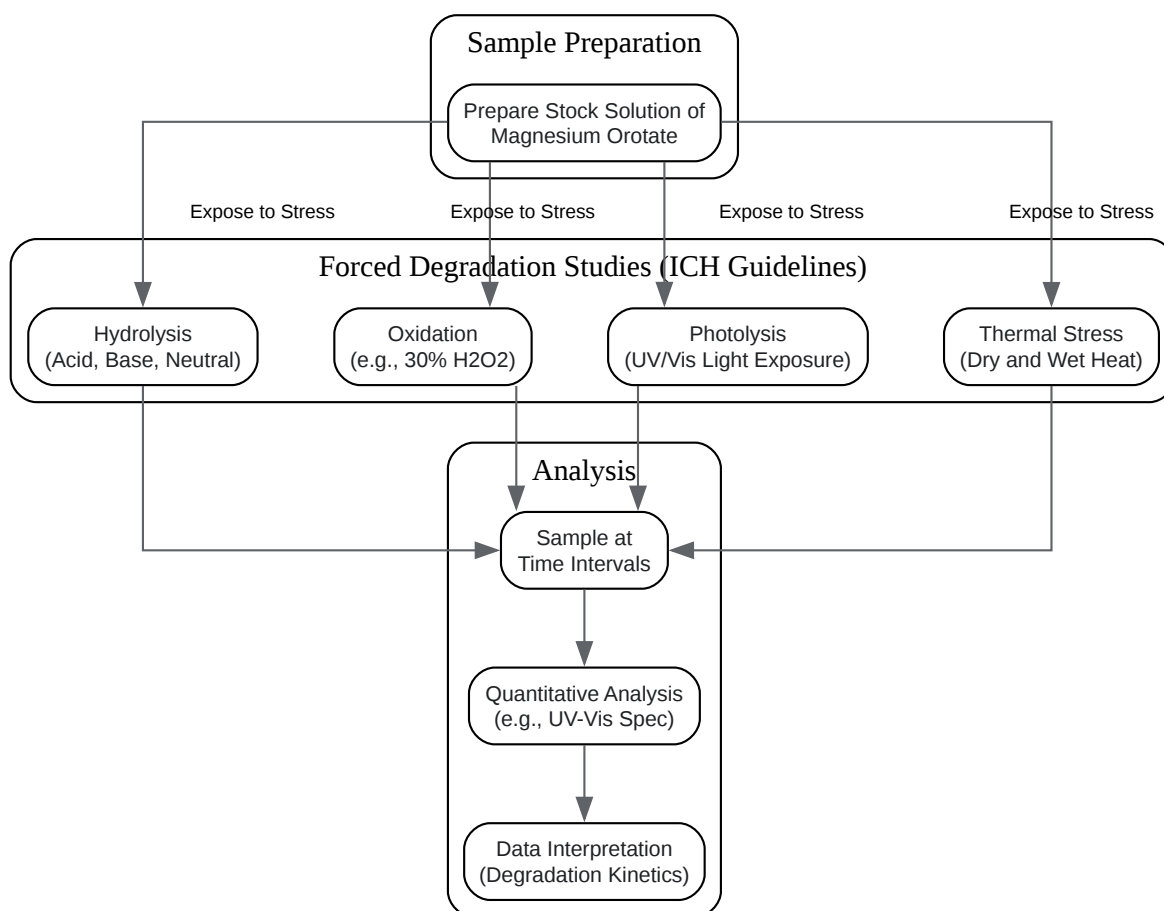 Sample Preparation
Prepare Stock Solution of
Magnesium Orotate
Expose to Stress
Expose to Stress
Expose to Stress
Expose to Stress
Forced Degradation Studies (ICH Guidelines)
Hydrolysis
(Acid, Base, Neutral)
Oxidation
(e.g., 30% H2O2)
Photolysis
(UV/Vis Light Exposure)
Thermal Stress
(Dry and Wet Heat)
Analysis
Sample at
Time Intervals
Quantitative Analysis
(e.g., UV-Vis Spec)
Data Interpretation
(Degradation Kinetics)